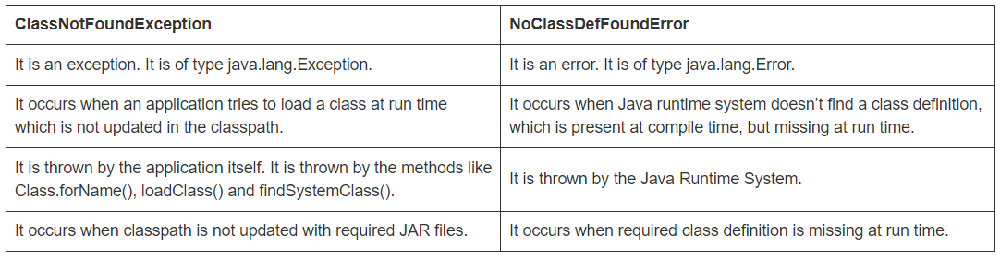 ClassNotFoundException
NoClassDefFoundError
It is an exception. It is of type java.lang.Exception.
It is an error. It is of type java.lang.Error.
It occurs when an application tries to load a class at run time
which is not updated in the classpath.
It occurs when Java runtime system doesn’t find a class definition,
which is present at compile time, but missing at run time.
It is thrown by the application itself. It is thrown by the methods like
Class.forName(), loadClass() and findSystemClass().
It is thrown by the Java Runtime System.
It occurs when classpath is not updated with required JAR files.
It occurs when required class definition is missing at run time.